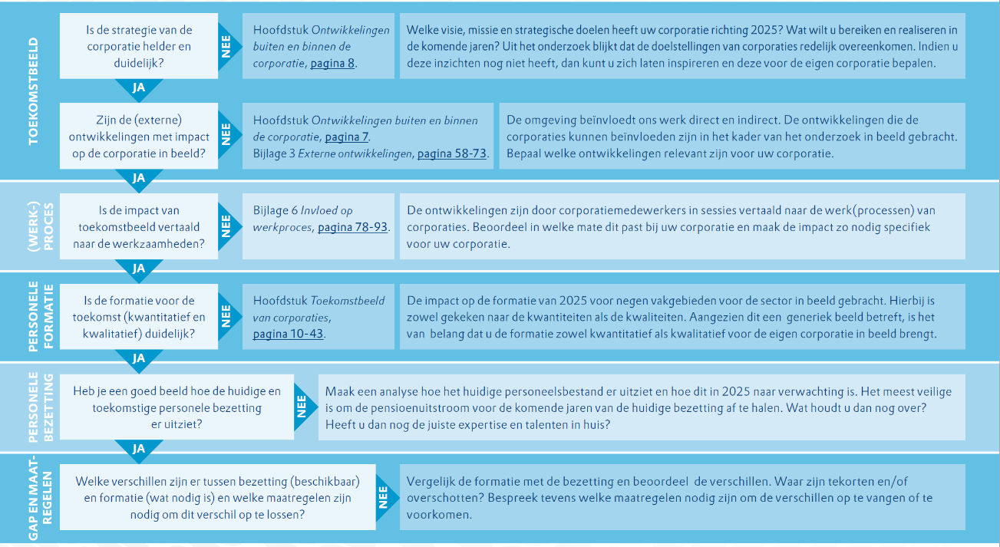 TOEKOMSTBEELD
Is de strategie van de
corporatie helder en
duidelijk?
NEE
Hoofdstuk Ontwikkelingen
buiten en binnen de
corporatie, pagina 8.
Welke visie, missie en strategische doelen heeft uw corporatie richting 2025? Wat wilt u bereiken en realiseren in
de komende jaren? Uit het onderzoek blijkt dat de doelstellingen van corporaties redelijk overeenkomen. Indien u
deze inzichten nog niet heeft, dan kunt u zich laten inspireren en deze voor de eigen corporatie bepalen.
JA
Zijn de (externe)
ontwikkelingen met impact
op de corporatie in beeld?
NEE
Hoofdstuk Ontwikkelingen buiten en binnen
de corporatie, pagina 7.
Bijlage 3 Externe ontwikkelingen, pagina 58-73.
De omgeving beïnvloedt ons werk direct en indirect. De ontwikkelingen die de
corporaties kunnen beïnvloeden zijn in het kader van het onderzoek in beeld gebracht.
Bepaal welke ontwikkelingen relevant zijn voor uw corporatie.
JA
(WERK-)
PROCES
Is de impact van
toekomstbeeld vertaald
naar de werkzaamheden?
NEE
Bijlage 6 Invloed op
werkproces, pagina 78-93.
De ontwikkelingen zijn door corporatiemedewerkers in sessies vertaald naar de werk(processen) van
corporaties. Beoordeel in welke mate dit past bij uw corporatie en maak de impact zo nodig specifiek
voor uw corporatie.
JA
PERSONELE
FORMATIE
Is de formatie voor de
toekomst (kwantitatief en
kwalitatief) duidelijk?
NEE
Hoofdstuk Toekomstbeeld
van corporaties,
pagina 10-43.
De impact op de formatie van 2025 voor negen vakgebieden voor de sector in beeld gebracht. Hierbij is
zowel gekeken naar de kwantiteiten als de kwaliteiten. Aangezien dit een generiek beeld betreft, is het
van belang dat u de formatie zowel kwantitatief als kwalitatief voor de eigen corporatie in beeld brengt.
JA
PERSONELE
BEZETTING
Heb je een goed beeld hoe de huidige en
toekomstige personele bezetting
er uitziet?
NEE
Maak een analyse hoe het huidige personeelsbestand er uitziet en hoe dit in 2025 naar verwachting is. Het meest veilige
is om de pensioenuitstroom voor de komende jaren van de huidige bezetting af te halen. Wat houdt u dan nog over?
Heeft u dan nog de juiste expertise en talenten in huis?
JA
GAP EN MAAT-
REGELEN
Welke verschillen zijn er tussen bezetting (beschikbaar)
en formatie (wat nodig is) en welke maatregelen zijn
nodig om dit verschil op te lossen?
NEE
Vergelijk de formatie met de bezetting en beoordeel de verschillen. Waar zijn tekorten en/of
overschotten? Bespreek tevens welke maatregelen nodig zijn om de verschillen op te vangen of te
voorkomen.